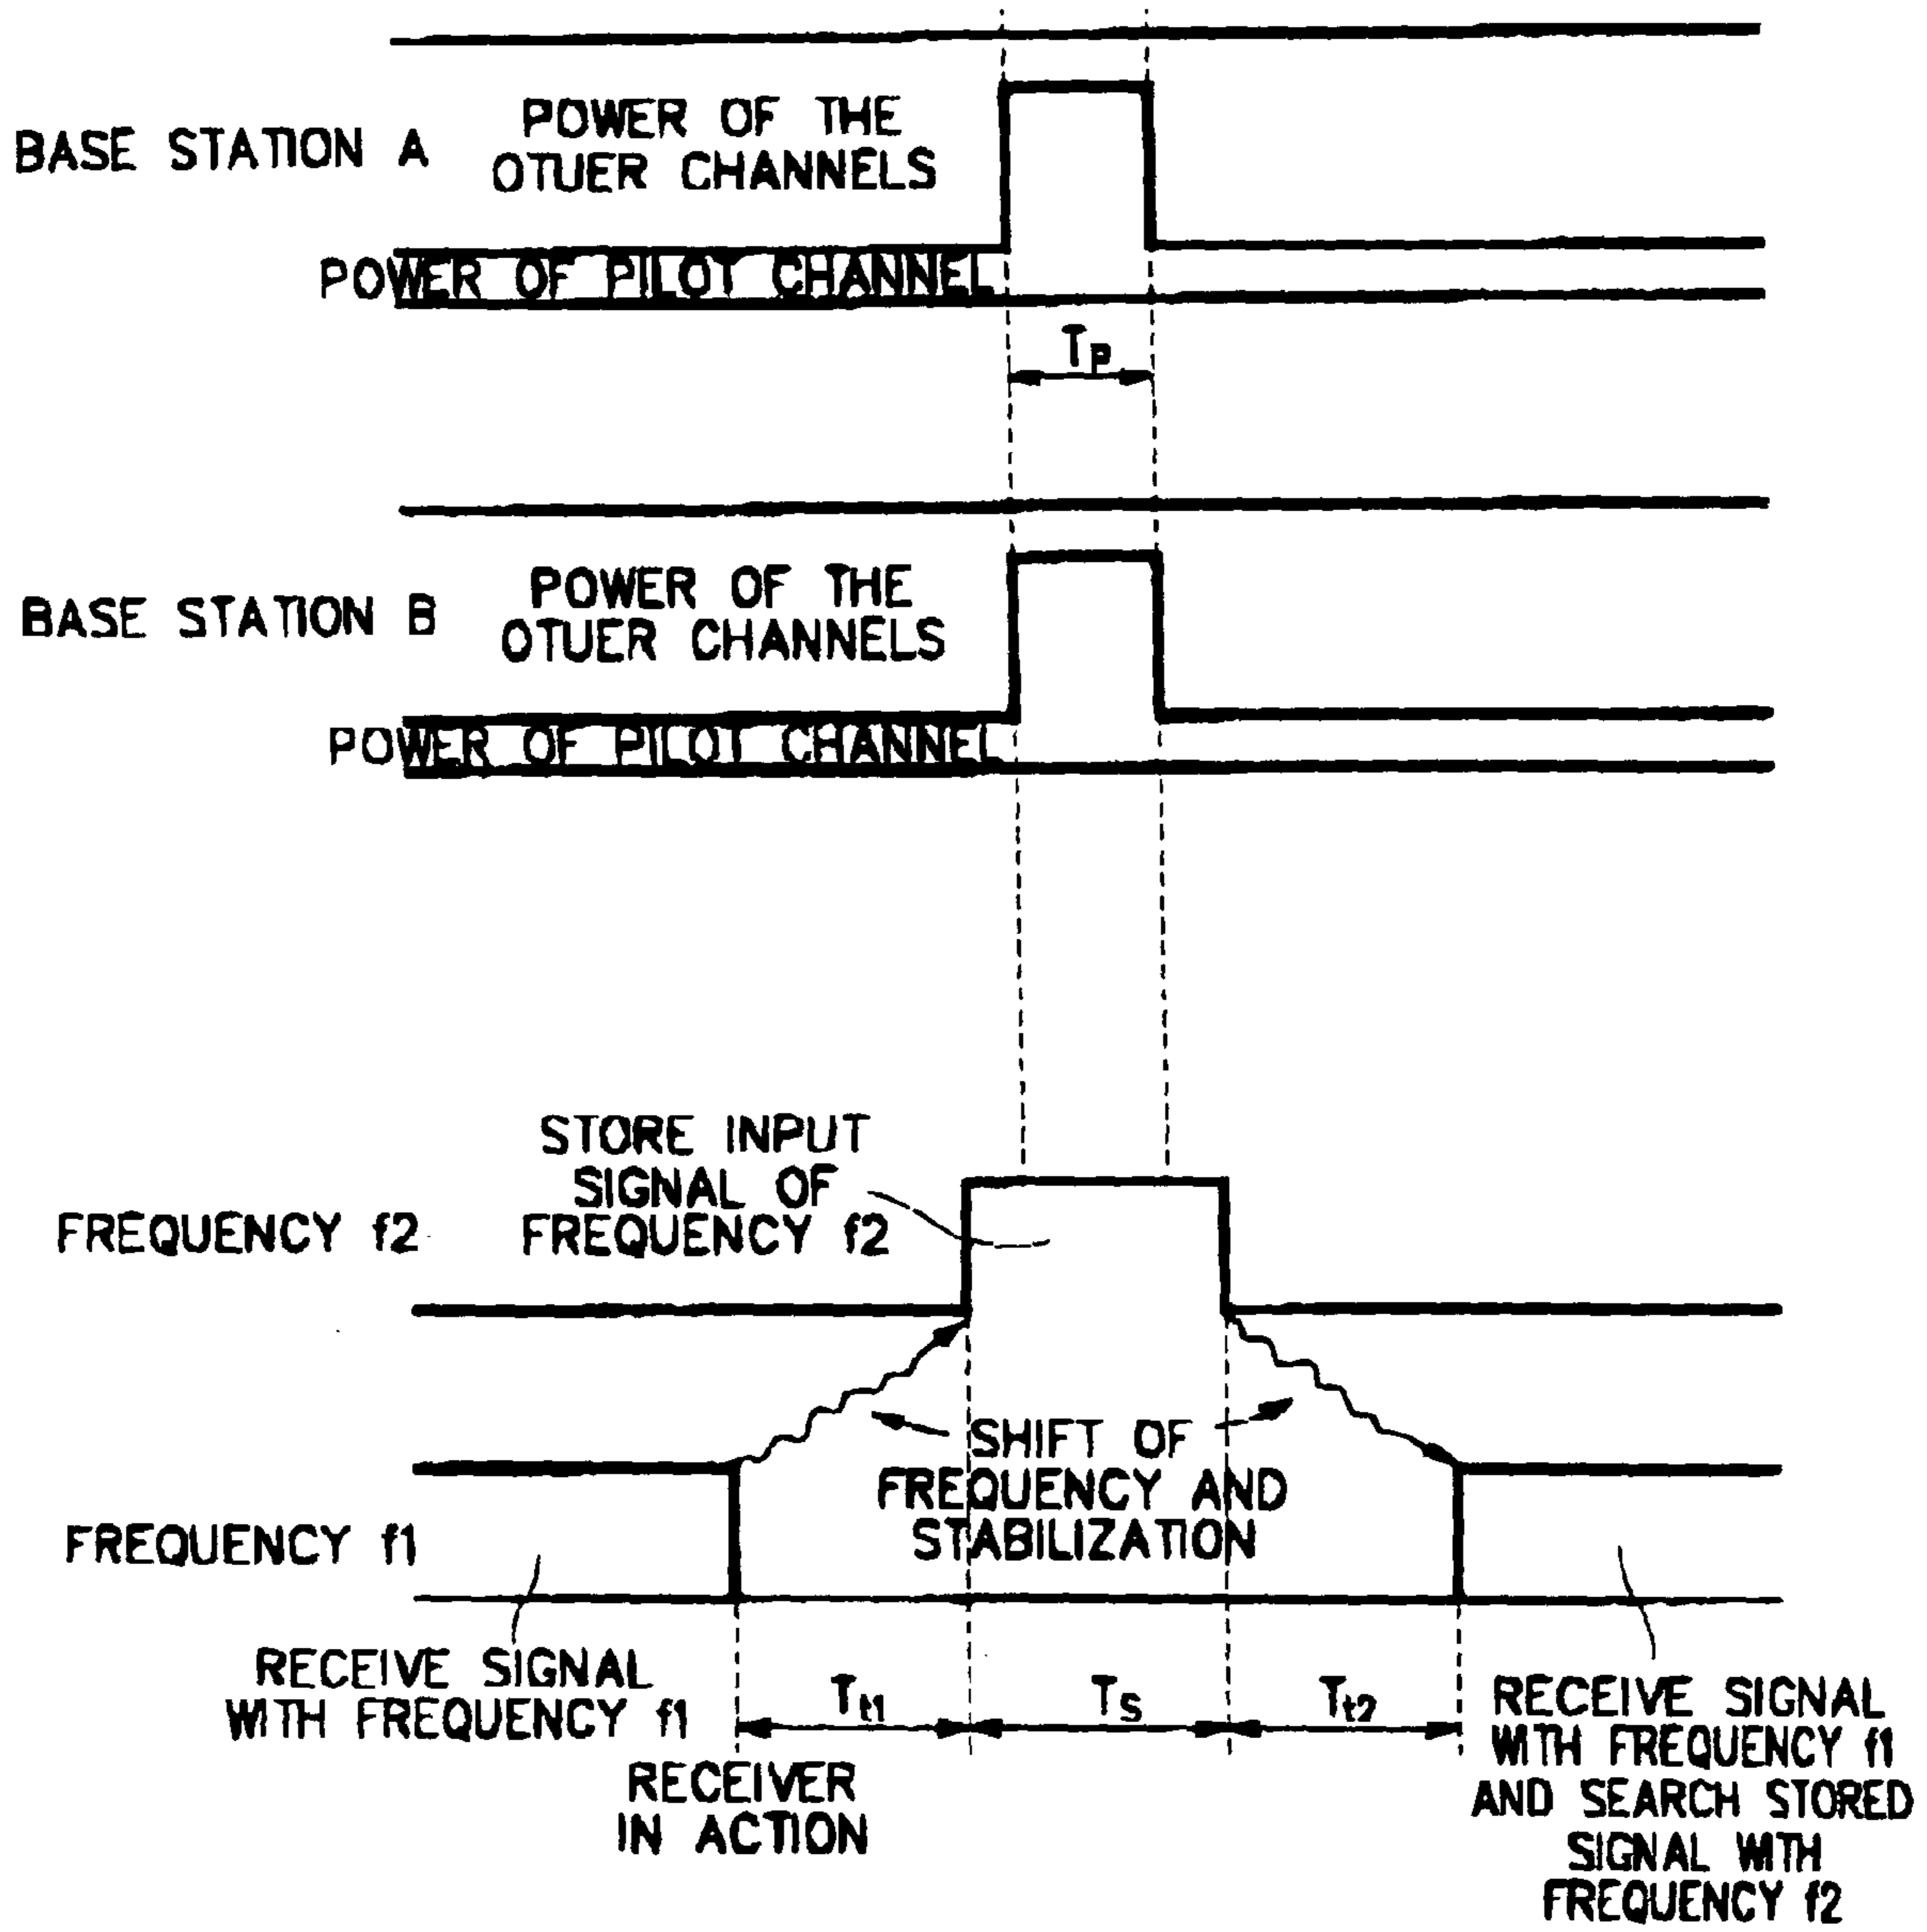 BASE STATION A
POWER OF THE
OTUER CHANNELS
POWER OF PILOT CHANNEL
TP
BASE STATION B
POWER OF THE
OTUER CHANNELS
POWER OF PILOT CHANNEL
STORE INPUT
SIGNAL OF
FREQUENCY f2
FREQUENCY f2
SHIFT OF
FREQUENCY AND
STABILIZATION
FREQUENCY f1
RECEIVE SIGNAL
WITH FREQUENCY f1
Tt1
TS
Tt2
RECEIVER
IN ACTION
RECEIVE SIGNAL
WITH FREQUENCY f1
AND SEARCH STORED
SIGNAL WITH
FREQUENCY f2